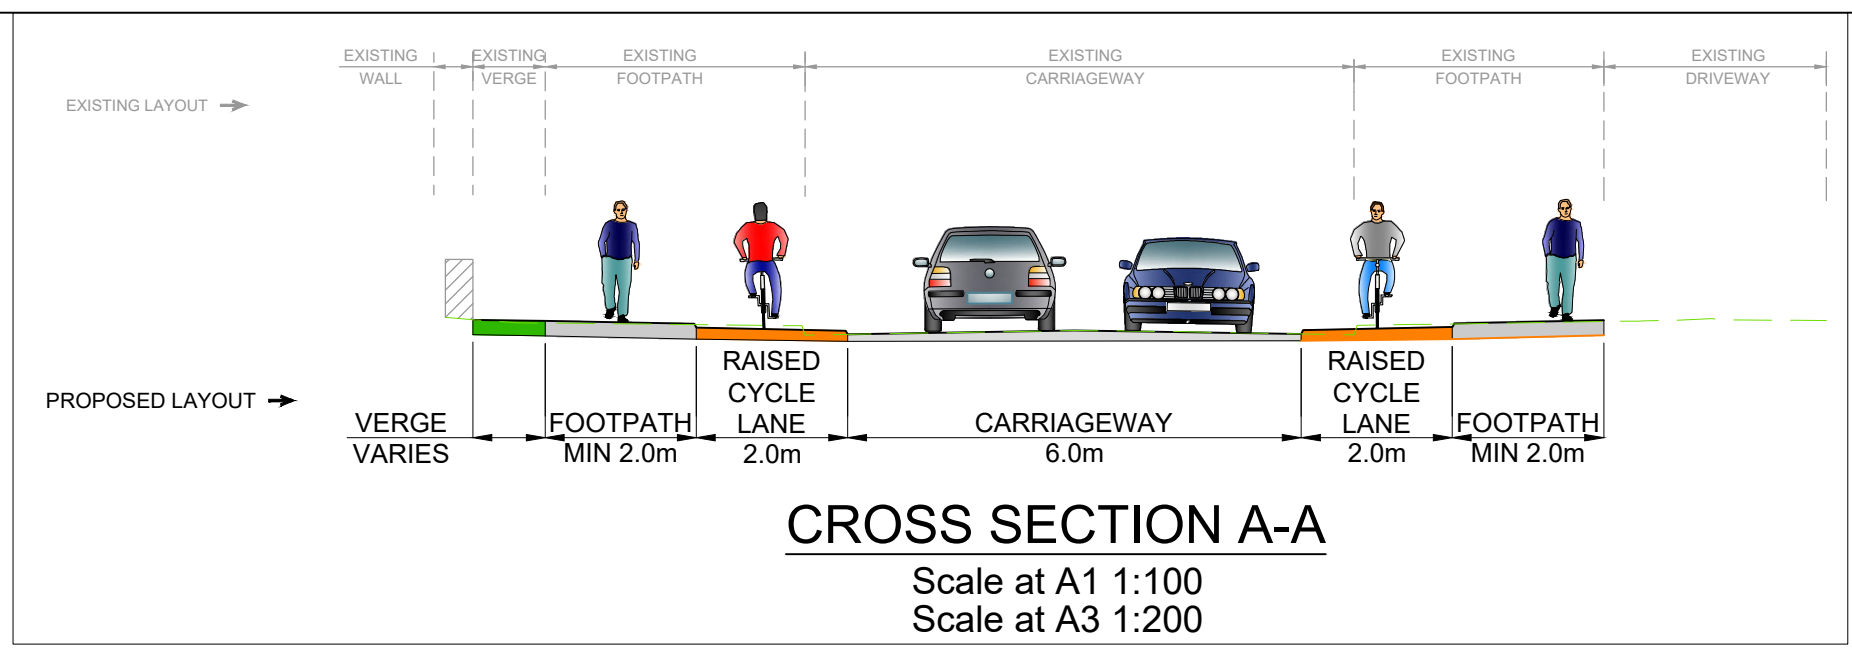 EXISTING
WALL
EXISTING
VERGE
EXISTING
FOOTPATH
EXISTING
CARRIAGEWAY
EXISTING
FOOTPATH
EXISTING
DRIVEWAY
EXISTING LAYOUT
PROPOSED LAYOUT
VERGE
VARIES
FOOTPATH
MIN 2.0m
RAISED
CYCLE
LANE
2.0m
CARRIAGEWAY
6.0m
RAISED
CYCLE
LANE
2.0m
FOOTPATH
MIN 2.0m
CROSS SECTION A-A
Scale at A1 1:100
Scale at A3 1:200